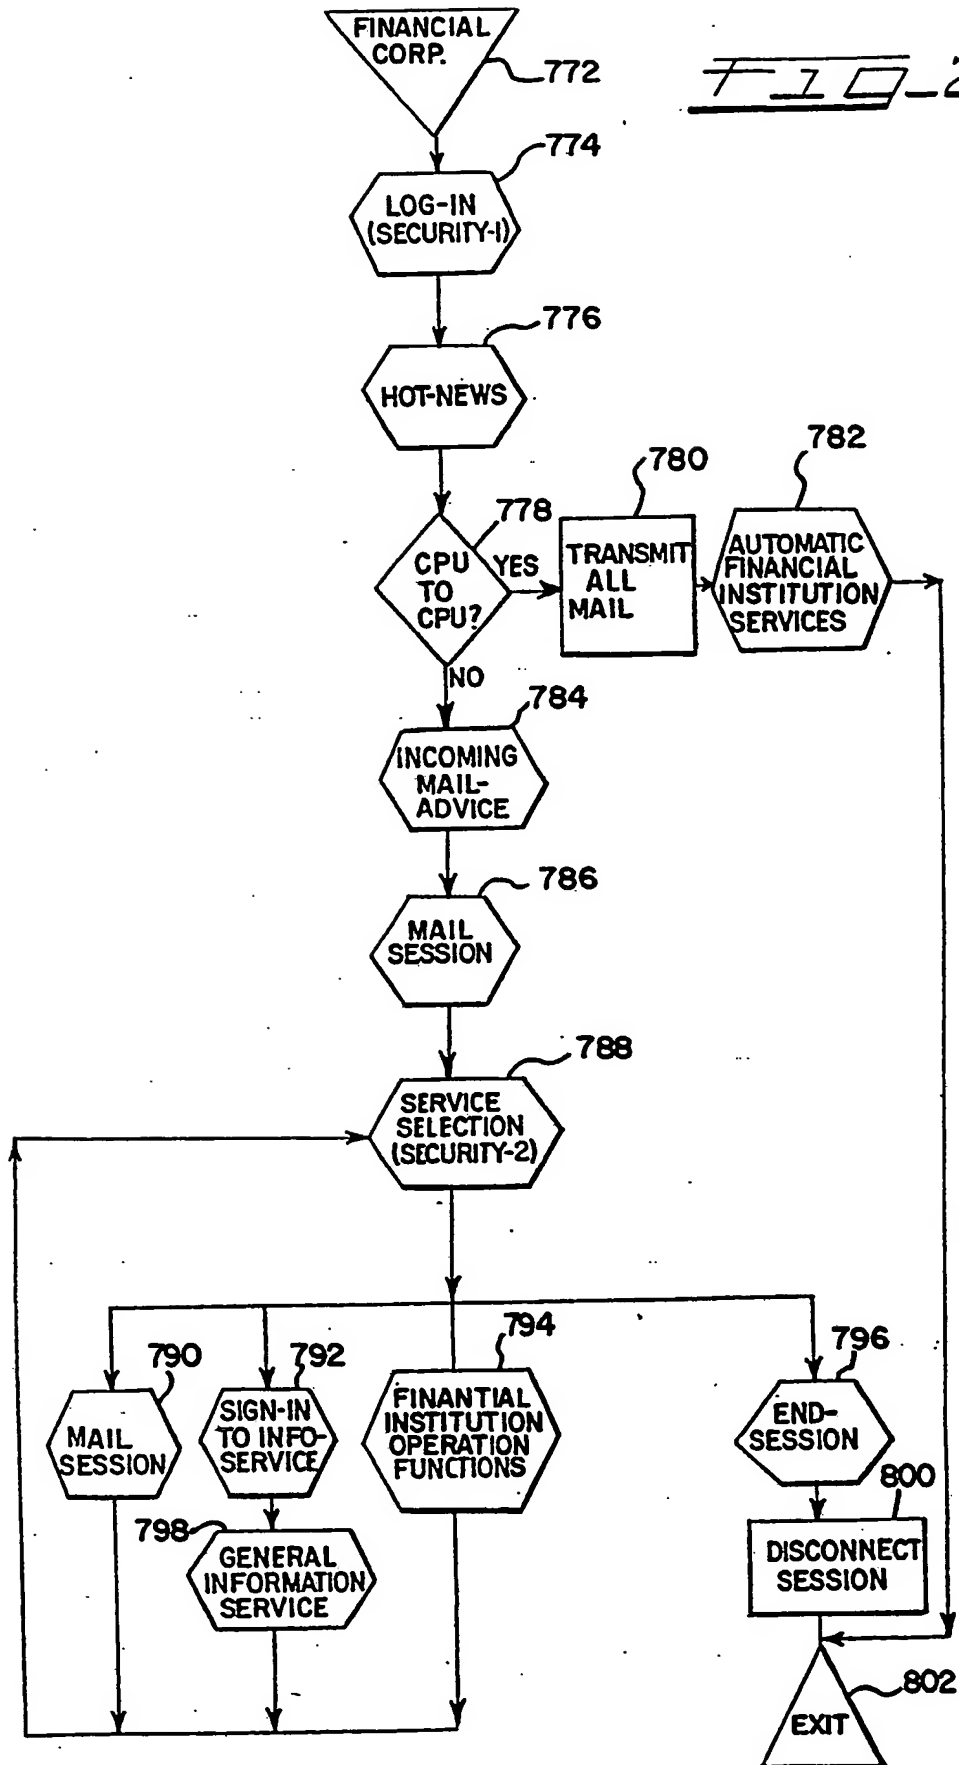 FINANCIAL
CORP.
772
FIG_2
774
LOG-IN
(SECURITY-1)
776
HOT-NEWS
778
CPU
TO
CPU?
YES
NO
780
TRANSMIT
ALL
MAIL
782
AUTOMATIC
FINANCIAL
INSTITUTION
SERVICES
784
INCOMING
MAIL-
ADVICE
786
MAIL
SESSION
788
SERVICE
SELECTION
(SECURITY-2)
790
MAIL
SESSION
792
SIGN-IN
TO INFO-
SERVICE
794
FINANTIAL
INSTITUTION
OPERATION
FUNCTIONS
796
END-
SESSION
798
GENERAL
INFORMATION
SERVICE
800
DISCONNECT
SESSION
802
EXIT